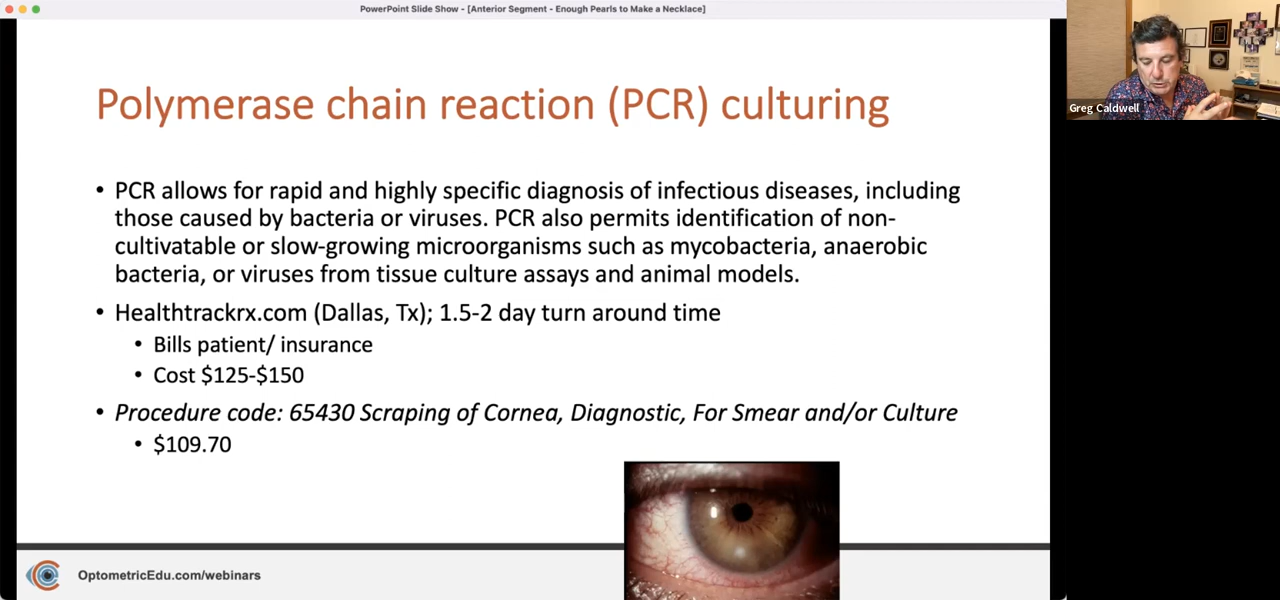 PowerPoint Slide Show - [Anterior Segment - Enough Pearls to Make a Necklace]
Polymerase chain reaction (PCR) culturing
• PCR allows for rapid and highly specific diagnosis of infectious diseases, including
those caused by bacteria or viruses. PCR also permits identification of non-
cultivatable or slow-growing microorganisms such as mycobacteria, anaerobic
bacteria, or viruses from tissue culture assays and animal models.
• Healthtrackrx.com (Dallas, Tx); 1.5-2 day turn around time
• Bills patient/ insurance
• Cost $125-$150
• Procedure code: 65430 Scraping of Cornea, Diagnostic, For Smear and/or Culture
• $109.70
OptometricEdu.com/webinars
Greg Caldwell